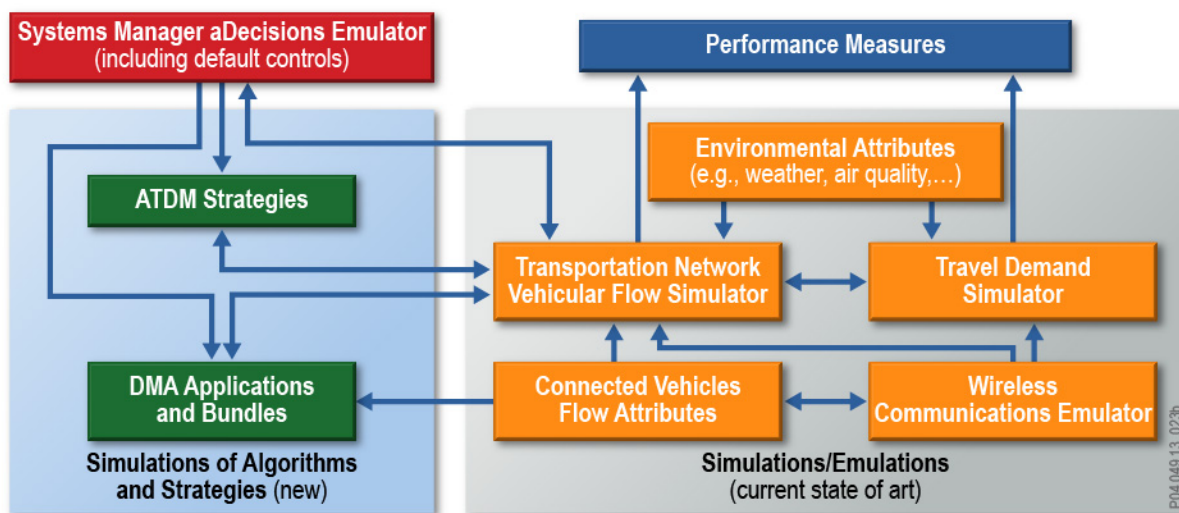 Systems Manager aDecisions Emulator
(including default controls)
Performance Measures
Environmental Attributes
(e.g., weather, air quality,…)
ATDM Strategies
Transportation Network
Vehicular Flow Simulator
Travel Demand
Simulator
DMA Applications
and Bundles
Connected Vehicles
Flow Attributes
Wireless
Communications Emulator
Simulations of Algorithms
and Strategies (new)
Simulations/Emulations
(current state of art)
P04.049.13_023b